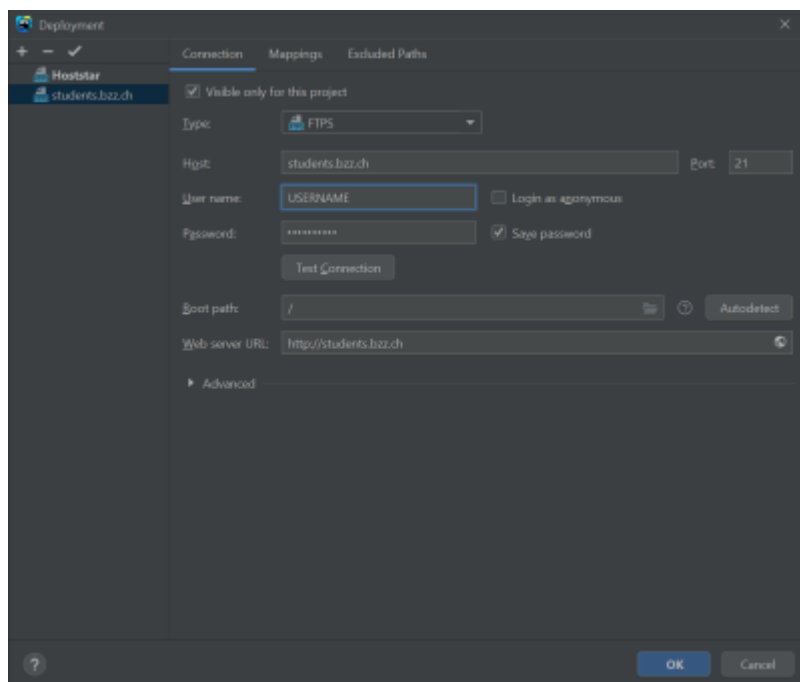 Deployment
Connection Mappings Excluded Paths
Hoststar
students.bzz.ch
Visible only for this project
Type: FTPS
Host: students.bzz.ch Port: 21
User name: USERNAME Login as anonymous
Password: •••••••••• Save password
Test Connection
Root path: / Autodetect
Web server URL: http://students.bzz.ch
Advanced
? OK Cancel